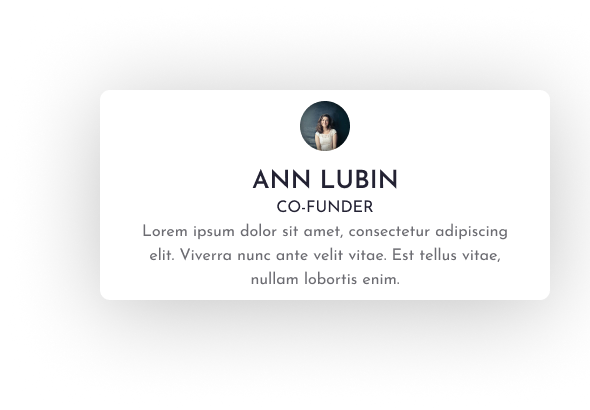 ANN LUBIN
CO-FUNDER
Lorem ipsum dolor sit amet, consectetur adipiscing
elit. Viverra nunc ante velit vitae. Est tellus vitae,
nullam lobortis enim.